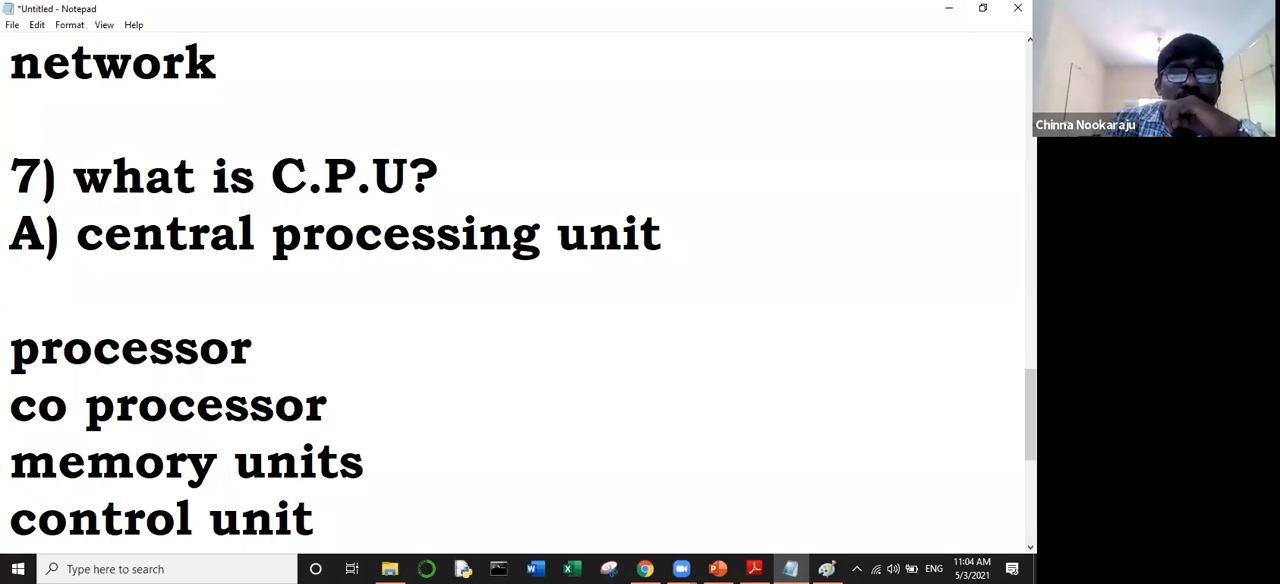 *Untitled - Notepad
File Edit Format View Help
network
7) what is C.P.U?
A) central processing unit
processor
co processor
memory units
control unit
Chinna Nookaraju
Type here to search
ENG
11:04 AM
5/3/2021